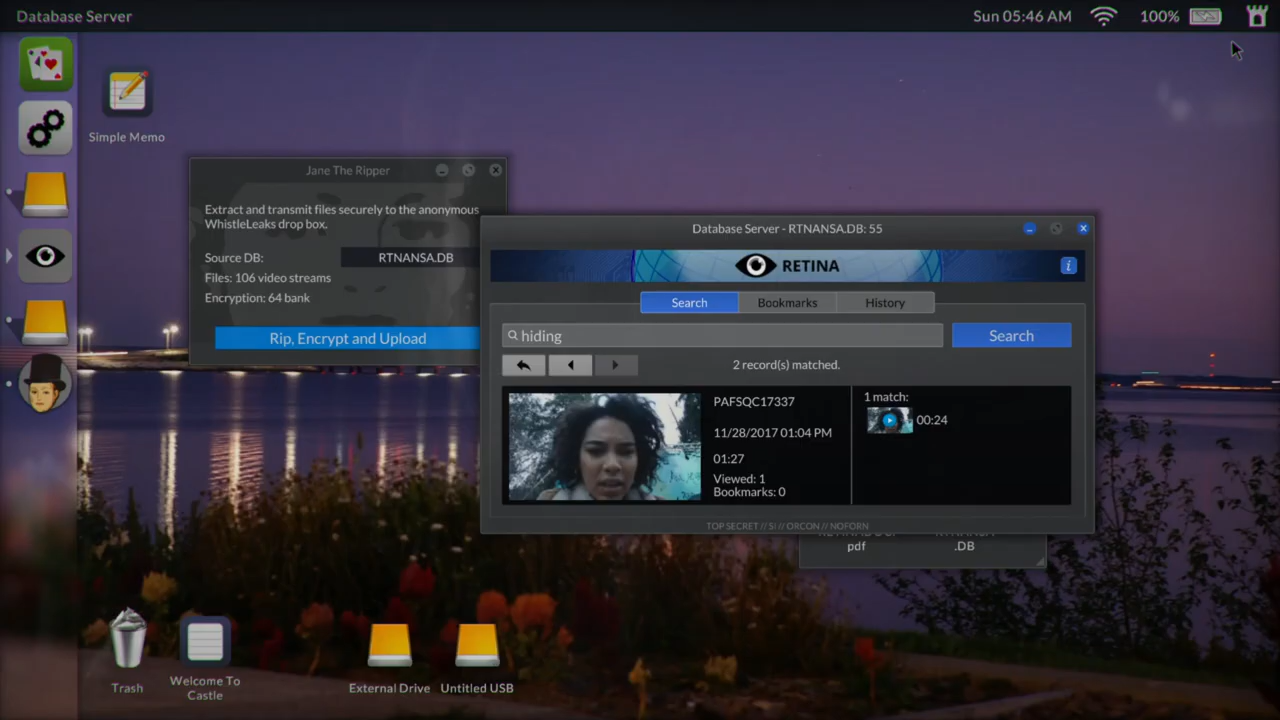 Database Server
Sun 05:46 AM
100%
Simple Memo
Jane The Ripper
Extract and transmit files securely to the anonymous
WhistleLeaks drop box.
Source DB:
RTNANSA.DB
Files: 106 video streams
Encryption: 64 bank
Rip, Encrypt and Upload
Database Server - RTNANSA.DB: 55
RETINA
i
Search
Bookmarks
History
hiding
Search
2 record(s) matched.
PAFSQC17337
11/28/2017 01:04 PM
01:27
Viewed: 1
Bookmarks: 0
1 match:
00:24
TOP SECRET // SI // ORCON // NOFORN
pdf
.DB
Trash
Welcome To
Castle
External Drive
Untitled USB